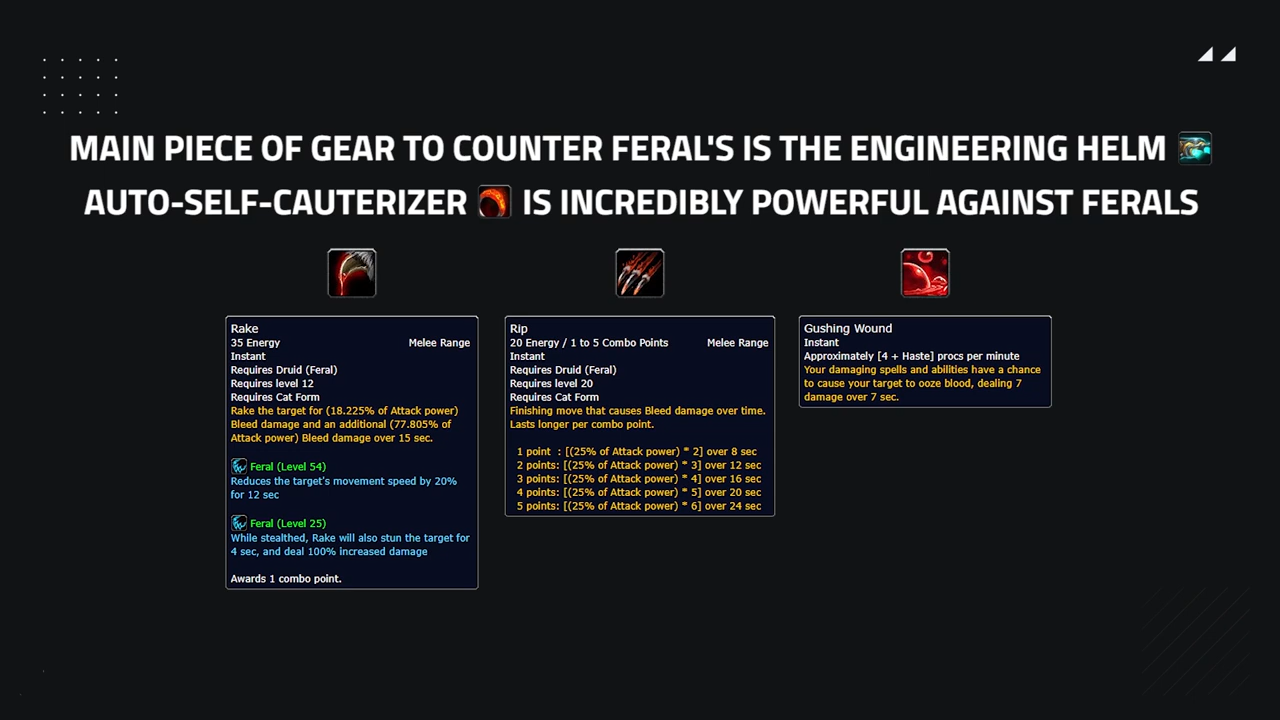 MAIN PIECE OF GEAR TO COUNTER FERAL'S IS THE ENGINEERING HELM
AUTO-SELF-CAUTERIZER IS INCREDIBLY POWERFUL AGAINST FERALS
Rake
35 Energy Melee Range
Instant
Requires Druid (Feral)
Requires level 12
Requires Cat Form
Rake the target for (18.225% of Attack power)
Bleed damage and an additional (77.805% of
Attack power) Bleed damage over 15 sec.
Feral (Level 54)
Reduces the target's movement speed by 20%
for 12 sec
Feral (Level 25)
While stealthed, Rake will also stun the target for
4 sec, and deal 100% increased damage
Awards 1 combo point.
Rip
20 Energy / 1 to 5 Combo Points Melee Range
Instant
Requires Druid (Feral)
Requires level 20
Requires Cat Form
Finishing move that causes Bleed damage over time.
Lasts longer per combo point.
1 point : [(25% of Attack power) * 2] over 8 sec
2 points: [(25% of Attack power) * 3] over 12 sec
3 points: [(25% of Attack power) * 4] over 16 sec
4 points: [(25% of Attack power) * 5] over 20 sec
5 points: [(25% of Attack power) * 6] over 24 sec
Gushing Wound
Instant
Approximately [4 + Haste] procs per minute
Your damaging spells and abilities have a chance
to cause your target to ooze blood, dealing 7
damage over 7 sec.